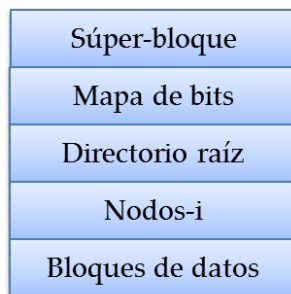 Súper-bloque
Mapa de bits
Directorio raíz
Nodos-i
Bloques de datos